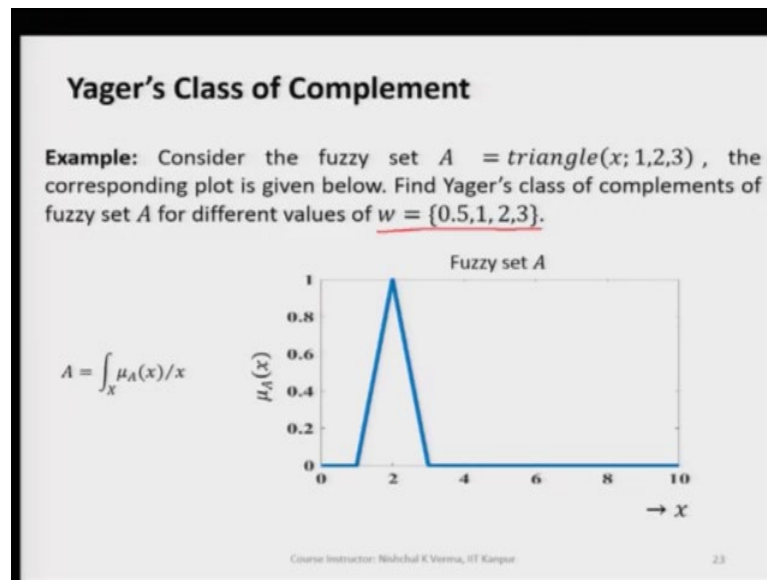 Yager's Class of Complement
Example: Consider the fuzzy set A = triangle(x; 1,2,3) , the
corresponding plot is given below. Find Yager's class of complements of
fuzzy set A for different values of w = {0.5,1, 2,3}.
Fuzzy set A
A = ∫_X μ_A(x)/x
μ_A(x)
1
0.8
0.6
0.4
0.2
0
0 2 4 6 8 10
→ x
Course Instructor: Nishchal K Verma, IIT Kanpur
23